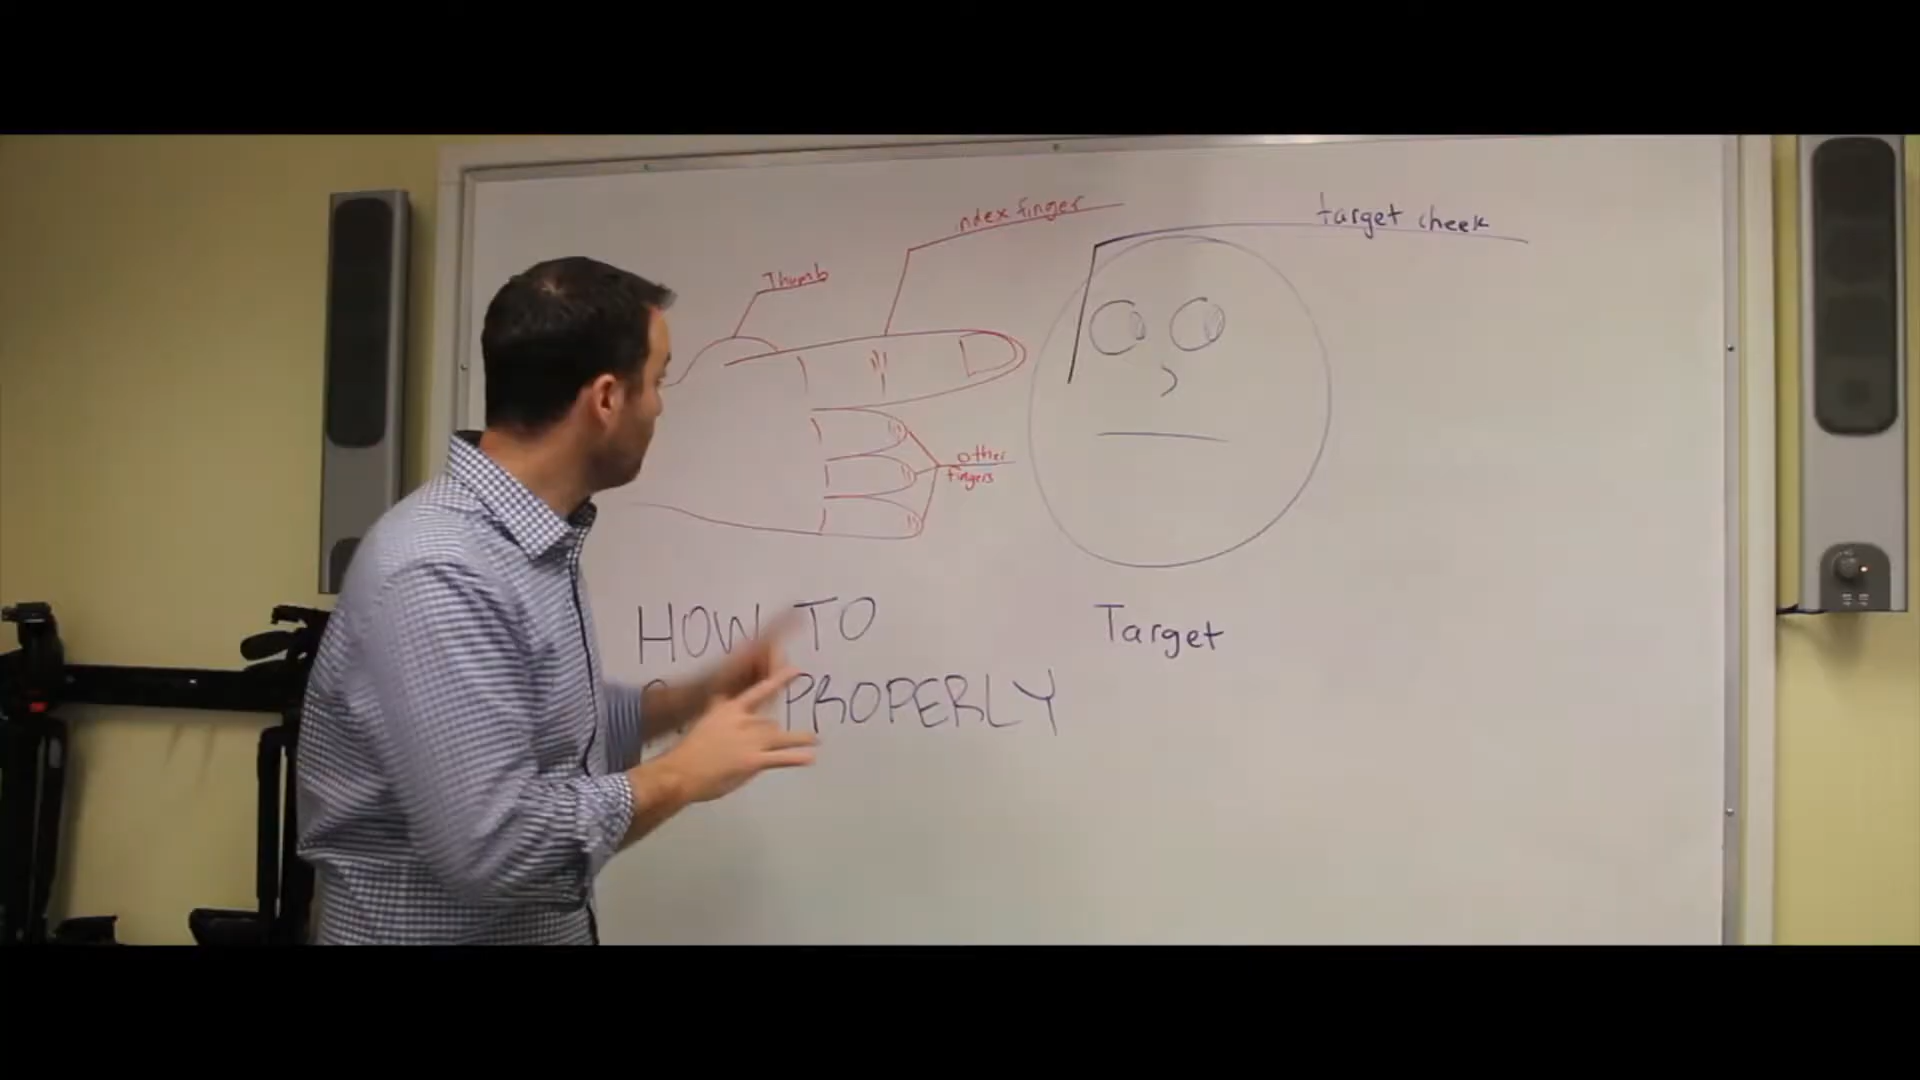 Thumb
ndex finger
target cheek
other
fingers
HOW TO
PROPERLY
Target